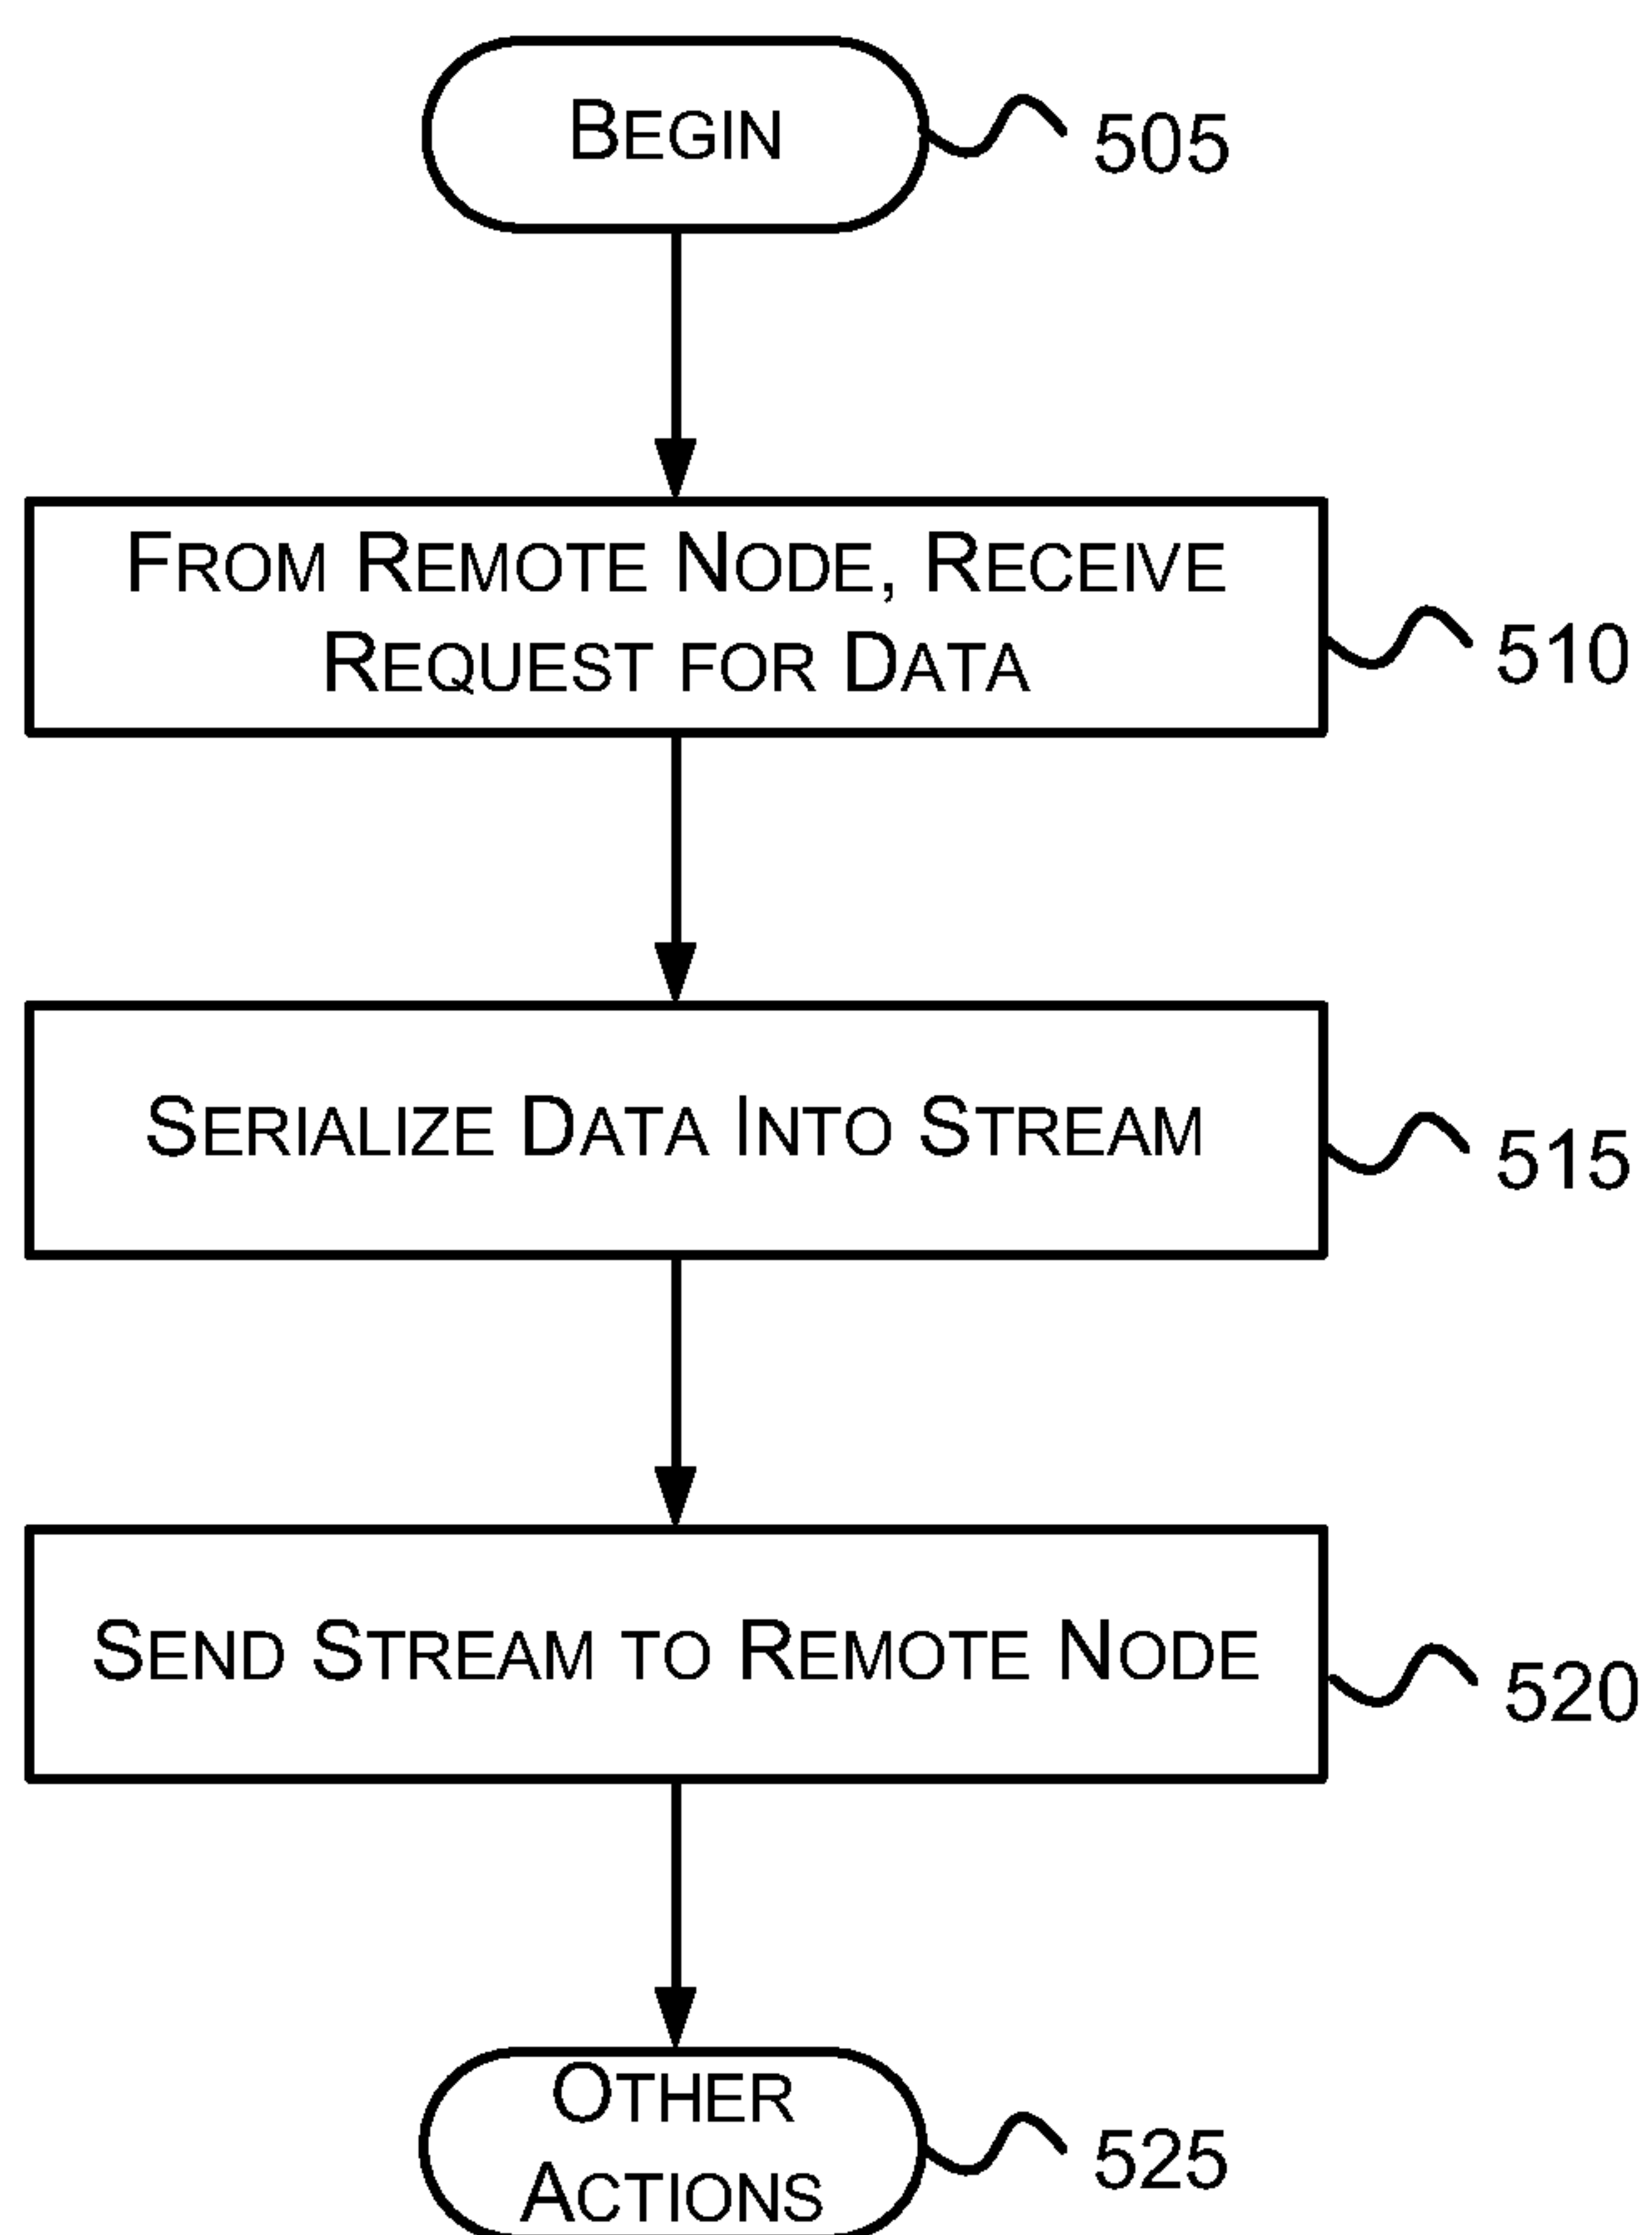 BEGIN
505
FROM REMOTE NODE, RECEIVE
REQUEST FOR DATA
510
SERIALIZE DATA INTO STREAM
515
SEND STREAM TO REMOTE NODE
520
OTHER
ACTIONS
525